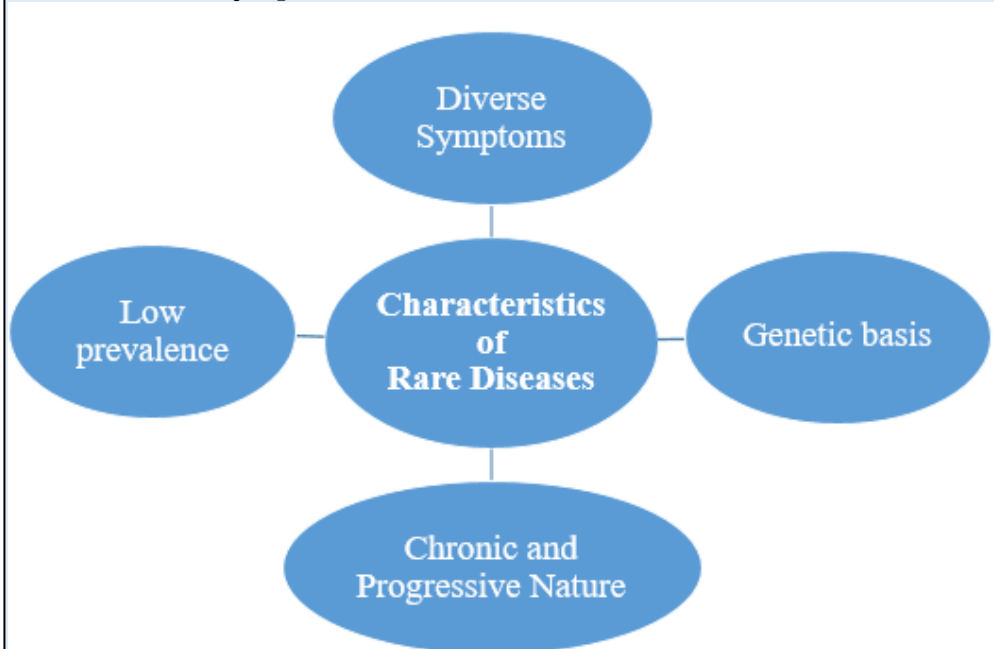 Diverse
Symptoms
Low
prevalence
Characteristics
of
Rare Diseases
Genetic basis
Chronic and
Progressive Nature